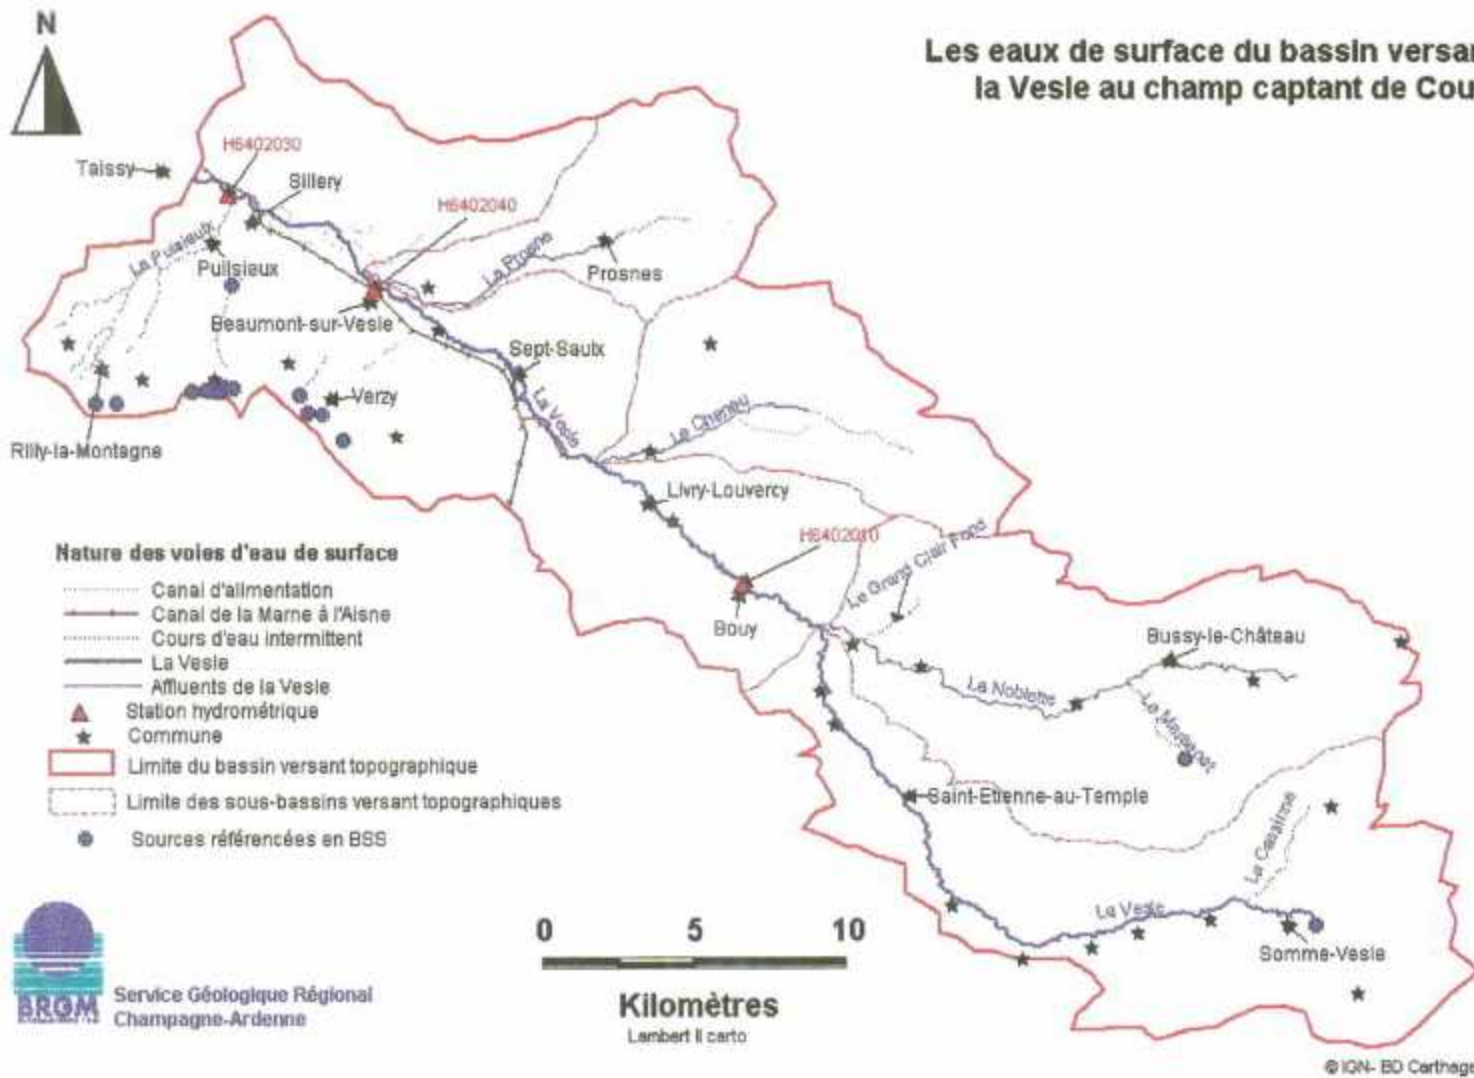 N
Les eaux de surface du bassin versan
la Vesle au champ captant de Cou
H6402030
Taissy
Sillery
H6402040
Le Puisieulx
Puilsieux
La Prosne
Prosnes
Beaumont-sur-Vesle
Sept-Saulx
Verzy
La Vesle
Le Cheneu
Rilly-la-Montagne
Livry-Louvercy
H6402010
Le Grand Clair Fond
Bouy
Bussy-le-Château
La Noblette
Saint-Etienne-au-Temple
La Vesle
Somme-Vesle
Nature des voies d'eau de surface
Canal d'alimentation
Canal de la Marne à l'Aisne
Cours d'eau intermittent
La Vesle
Affluents de la Vesle
Station hydrométrique
Commune
Limite du bassin versant topographique
Limite des sous-bassins versant topographiques
Sources référencées en BSS
BRGM
Service Géologique Régional
Champagne-Ardenne
0 5 10
Kilomètres
Lambert II carto
© IGN- BD Carthage